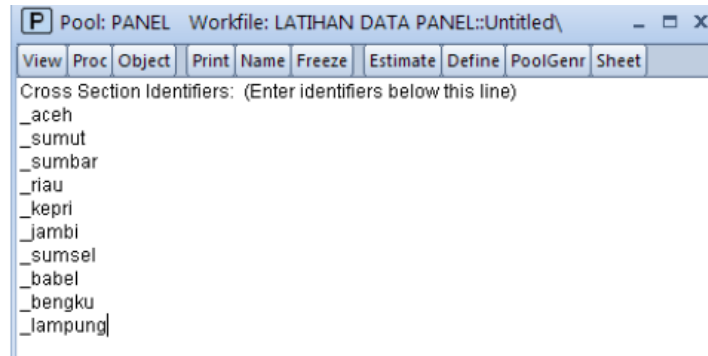 P Pool: PANEL Workfile: LATIHAN DATA PANEL::Untitled\
View Proc Object Print Name Freeze Estimate Define PoolGenr Sheet
Cross Section Identifiers: (Enter identifiers below this line)
_aceh
_sumut
_sumbar
_riau
_kepri
_jambi
_sumsel
_babel
_bengku
_lampung